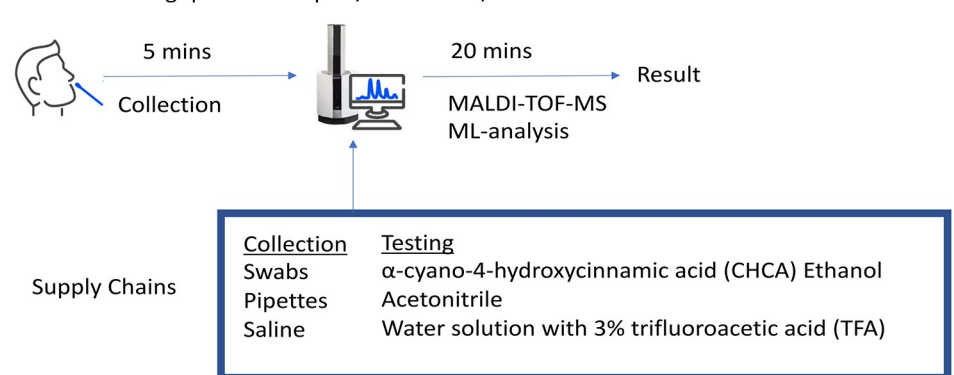 5 mins
20 mins
Result
Collection
MALDI-TOF-MS
ML-analysis
Supply Chains
Collection Testing
Swabs α-cyano-4-hydroxycinnamic acid (CHCA) Ethanol
Pipettes Acetonitrile
Saline Water solution with 3% trifluoroacetic acid (TFA)